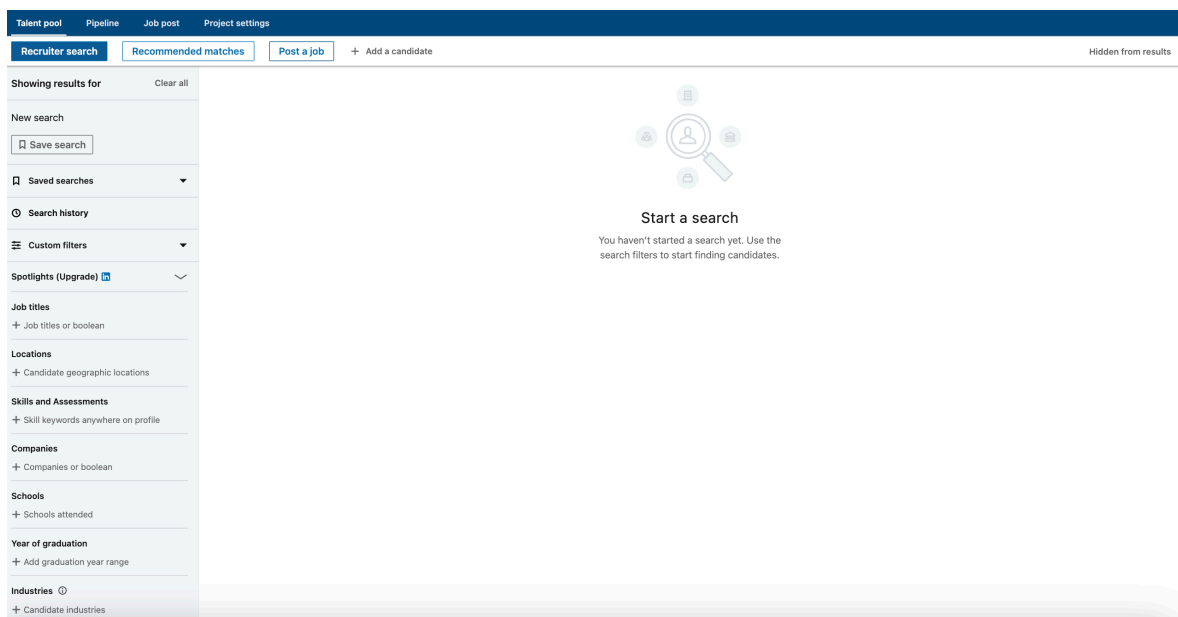 Talent pool Pipeline Job post Project settings
Recruiter search Recommended matches Post a job + Add a candidate Hidden from results
Showing results for Clear all
New search
Save search
Saved searches
Search history
Custom filters
Spotlights (Upgrade) in
Job titles
+ Job titles or boolean
Locations
+ Candidate geographic locations
Skills and Assessments
+ Skill keywords anywhere on profile
Companies
+ Companies or boolean
Schools
+ Schools attended
Year of graduation
+ Add graduation year range
Industries
+ Candidate industries
Start a search
You haven't started a search yet. Use the
search filters to start finding candidates.